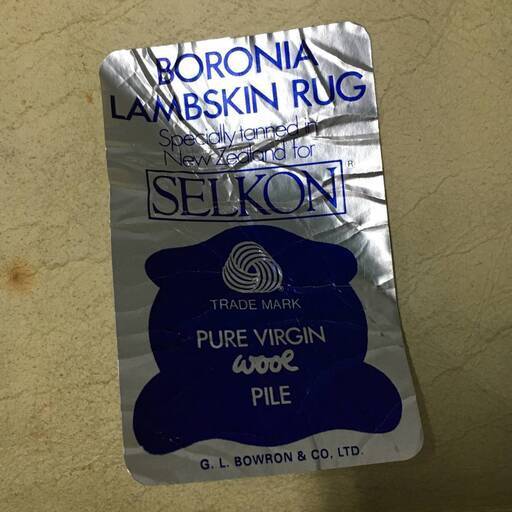 BORONIA
LAMBSKIN RUG
Specially tanned in
New Zealand for
SELKON ®
TRADE MARK
PURE VIRGIN
wool
PILE
G. L. BOWRON & CO. LTD.